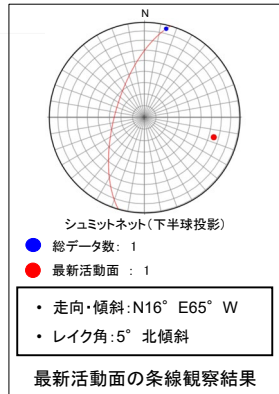 N
シュミットネット(下半球投影)
総データ数: 1
最新活動面 : 1
・ 走向・傾斜:N16° E65° W
・ レイク角:5° 北傾斜
最新活動面の条線観察結果